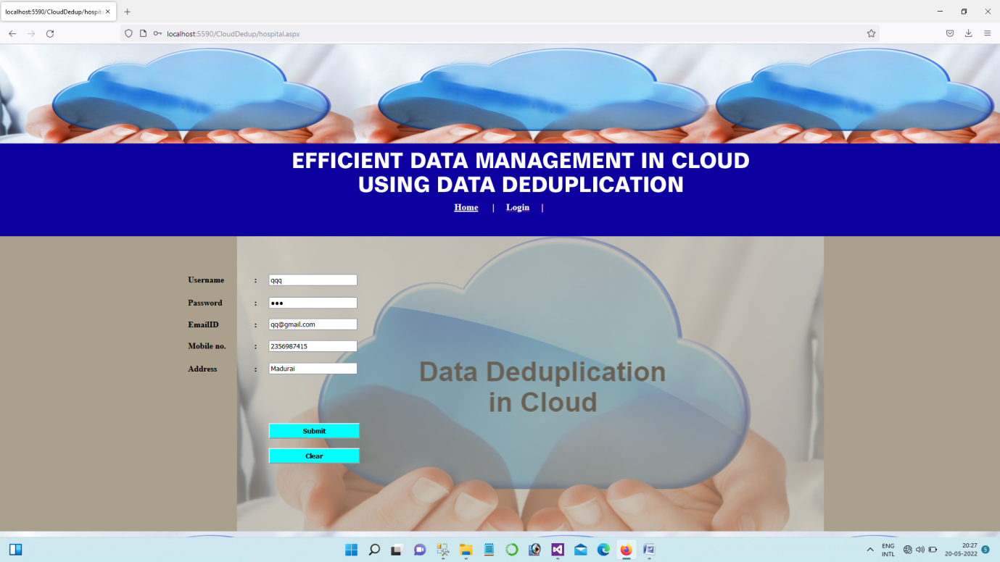 localhost:5590/CloudDedup/hospita
localhost:5590/CloudDedup/hospital.aspx
EFFICIENT DATA MANAGEMENT IN CLOUD
USING DATA DEDUPLICATION
Home | Login |
Username : qqq
Password : •••
EmailID : qq@gmail.com
Mobile no. : 2356987415
Address : Madurai
Data Deduplication
in Cloud
Submit
Clear
ENG
INTL
20:27
20-05-2022
5